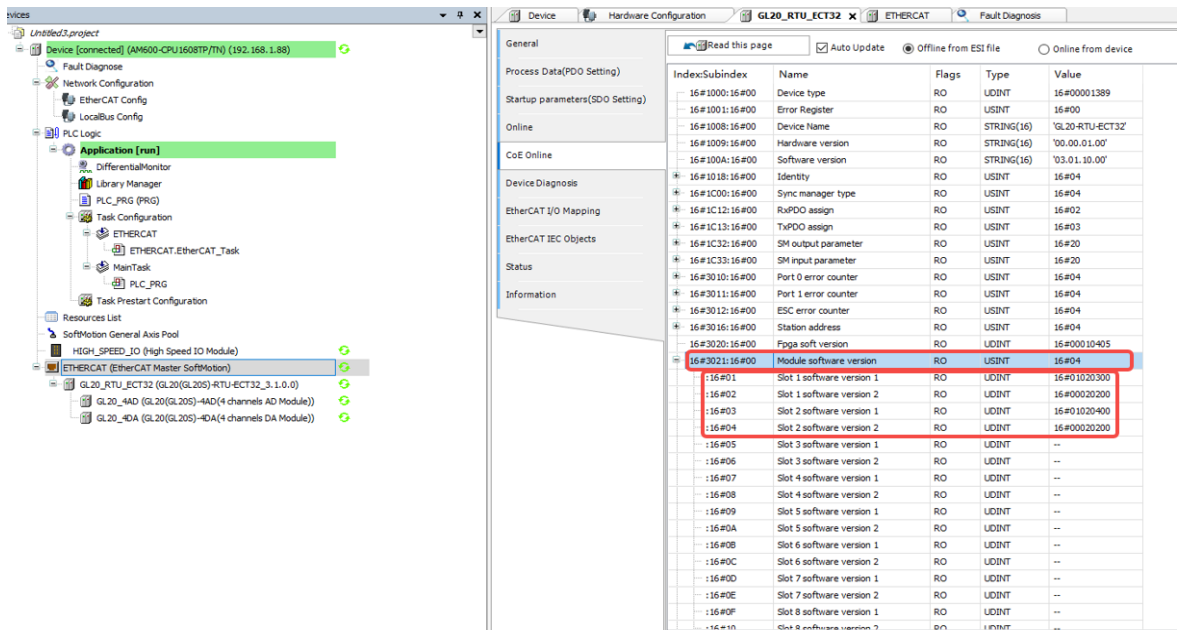 evices
Untitled3.project
Device [connected] (AM600-CPU1608TP/TN) (192.168.1.88)
Fault Diagnose
Network Configuration
EtherCAT Config
LocalBus Config
PLC Logic
Application [run]
DifferentialMonitor
Library Manager
PLC_PRG (PRG)
Task Configuration
ETHERCAT
ETHERCAT.EtherCAT_Task
MainTask
PLC_PRG
Task Prestart Configuration
Resources List
SoftMotion General Axis Pool
HIGH_SPEED_IO (High Speed IO Module)
ETHERCAT (EtherCAT Master SoftMotion)
GL20_RTU_ECT32 (GL20(GL20S)-RTU-ECT32_3.1.0.0)
GL20_4AD (GL20(GL20S)-4AD(4 channels AD Module))
GL20_4DA (GL20(GL20S)-4DA(4 channels DA Module))
Device Hardware Configuration GL20_RTU_ECT32 ETHERCAT Fault Diagnosis
General
Process Data(PDO Setting)
Startup parameters(SDO Setting)
Online
CoE Online
Device Diagnosis
EtherCAT I/O Mapping
EtherCAT IEC Objects
Status
Information
Read this page Auto Update Offline from ESI file Online from device
Index:Subindex Name Flags Type Value
16#1000:16#00 Device type RO UDINT 16#00001389
16#1001:16#00 Error Register RO USINT 16#00
16#1008:16#00 Device Name RO STRING(16) 'GL20-RTU-ECT32'
16#1009:16#00 Hardware version RO STRING(16) '00.00.01.00'
16#100A:16#00 Software version RO STRING(16) '03.01.10.00'
16#1018:16#00 Identity RO USINT 16#04
16#1C00:16#00 Sync manager type RO USINT 16#04
16#1C12:16#00 RxPDO assign RO USINT 16#02
16#1C13:16#00 TxPDO assign RO USINT 16#03
16#1C32:16#00 SM output parameter RO USINT 16#20
16#1C33:16#00 SM input parameter RO USINT 16#20
16#3010:16#00 Port 0 error counter RO USINT 16#04
16#3011:16#00 Port 1 error counter RO USINT 16#04
16#3012:16#00 ESC error counter RO USINT 16#04
16#3016:16#00 Station address RO USINT 16#04
16#3020:16#00 Fpga soft version RO UDINT 16#00010405
16#3021:16#00 Module software version RO USINT 16#04
:16#01 Slot 1 software version 1 RO UDINT 16#01020300
:16#02 Slot 1 software version 2 RO UDINT 16#00020200
:16#03 Slot 2 software version 1 RO UDINT 16#01020400
:16#04 Slot 2 software version 2 RO UDINT 16#00020200
:16#05 Slot 3 software version 1 RO UDINT --
:16#06 Slot 3 software version 2 RO UDINT --
:16#07 Slot 4 software version 1 RO UDINT --
:16#08 Slot 4 software version 2 RO UDINT --
:16#09 Slot 5 software version 1 RO UDINT --
:16#0A Slot 5 software version 2 RO UDINT --
:16#0B Slot 6 software version 1 RO UDINT --
:16#0C Slot 6 software version 2 RO UDINT --
:16#0D Slot 7 software version 1 RO UDINT --
:16#0E Slot 7 software version 2 RO UDINT --
:16#0F Slot 8 software version 1 RO UDINT --
:16#10 Slot 8 software version 2 RO UDINT --